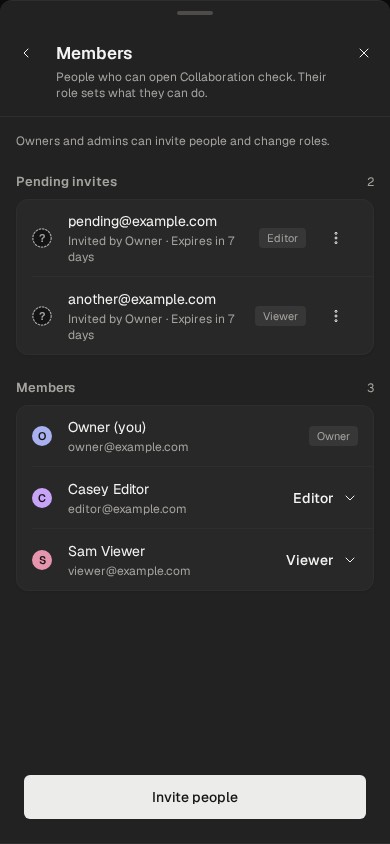 Members
People who can open Collaboration check. Their
role sets what they can do.
Owners and admins can invite people and change roles.
Pending invites 2
? pending@example.com Editor
Invited by Owner · Expires in 7
days
? another@example.com Viewer
Invited by Owner · Expires in 7
days
Members 3
O Owner (you) Owner
owner@example.com
C Casey Editor Editor
editor@example.com
S Sam Viewer Viewer
viewer@example.com
Invite people